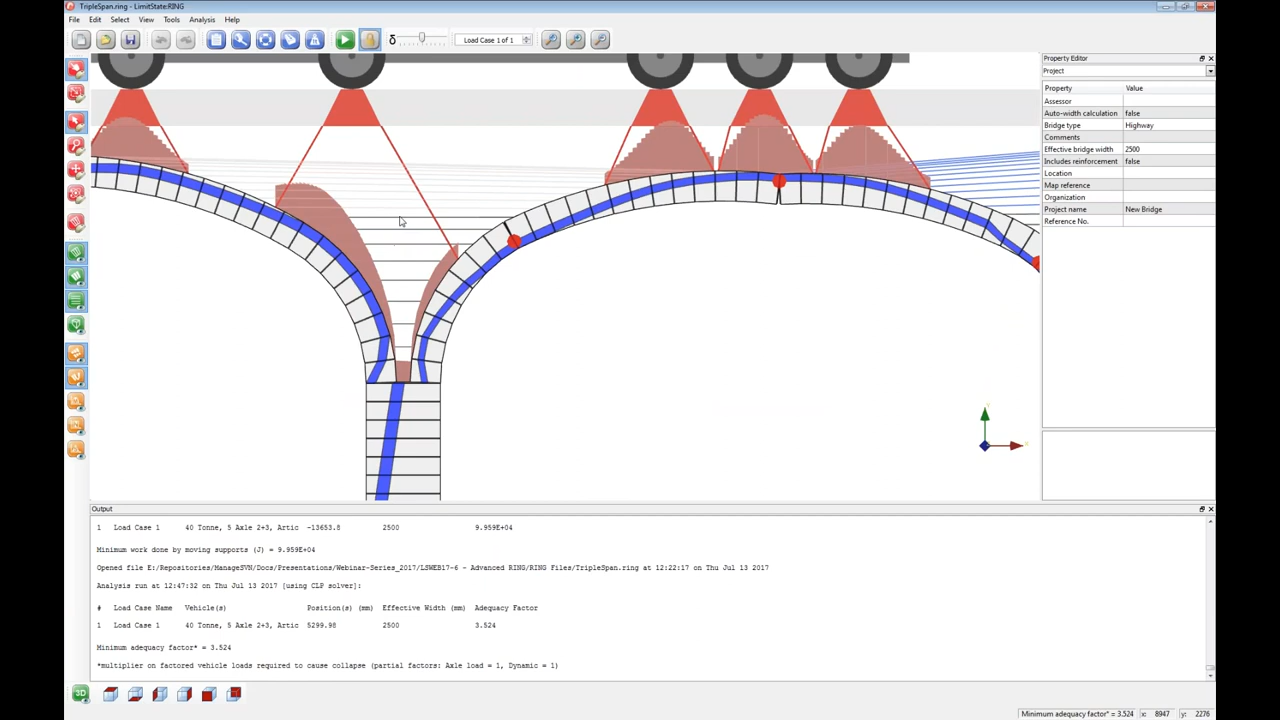 TripleSpan.ring - LimitState:RING
File Edit Select View Tools Analysis Help
δ Load Case 1 of 1
Property Editor
Project
Property Value
Assessor
Auto-width calculation false
Bridge type Highway
Comments
Effective bridge width 2500
Includes reinforcement false
Location
Map reference
Organization
Project name New Bridge
Reference No.
Output
1 Load Case 1 40 Tonne, 5 Axle 2+3, Artic -13653.8 2500 9.959E+04
Minimum work done by moving supports (J) = 9.959E+04
Opened file E:/Repositories/ManageSVN/Docs/Presentations/Webinar-Series_2017/LSWEB17-6 - Advanced RING/RING Files/TripleSpan.ring at 12:22:17 on Thu Jul 13 2017
Analysis run at 12:47:32 on Thu Jul 13 2017 [using CLP solver]:
# Load Case Name Vehicle(s) Position(s) (mm) Effective Width (mm) Adequacy Factor
1 Load Case 1 40 Tonne, 5 Axle 2+3, Artic 5299.98 2500 3.524
Minimum adequacy factor* = 3.524
*multiplier on factored vehicle loads required to cause collapse (partial factors: Axle load = 1, Dynamic = 1)
3D
Minimum adequacy factor* = 3.524 x: 8947 y: 2276